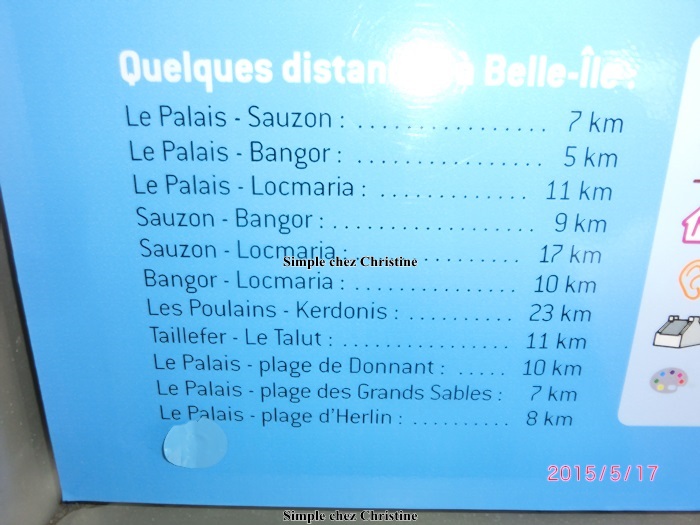 Quelques distan à Belle-Île :
Le Palais - Sauzon : .................. 7 km
Le Palais - Bangor : .................. 5 km
Le Palais - Locmaria : .............. 11 km
Sauzon - Bangor : .................... 9 km
Sauzon - Locmaria : ................ 17 km
Bangor - Locmaria : ................ 10 km
Les Poulains - Kerdonis : .......... 23 km
Taillefer - Le Talut : ................. 11 km
Le Palais - plage de Donnant : ..... 10 km
Le Palais - plage des Grands Sables : 7 km
Le Palais - plage d'Herlin : .......... 8 km
Simple chez Christine
2015/5/17
Simple chez Christine